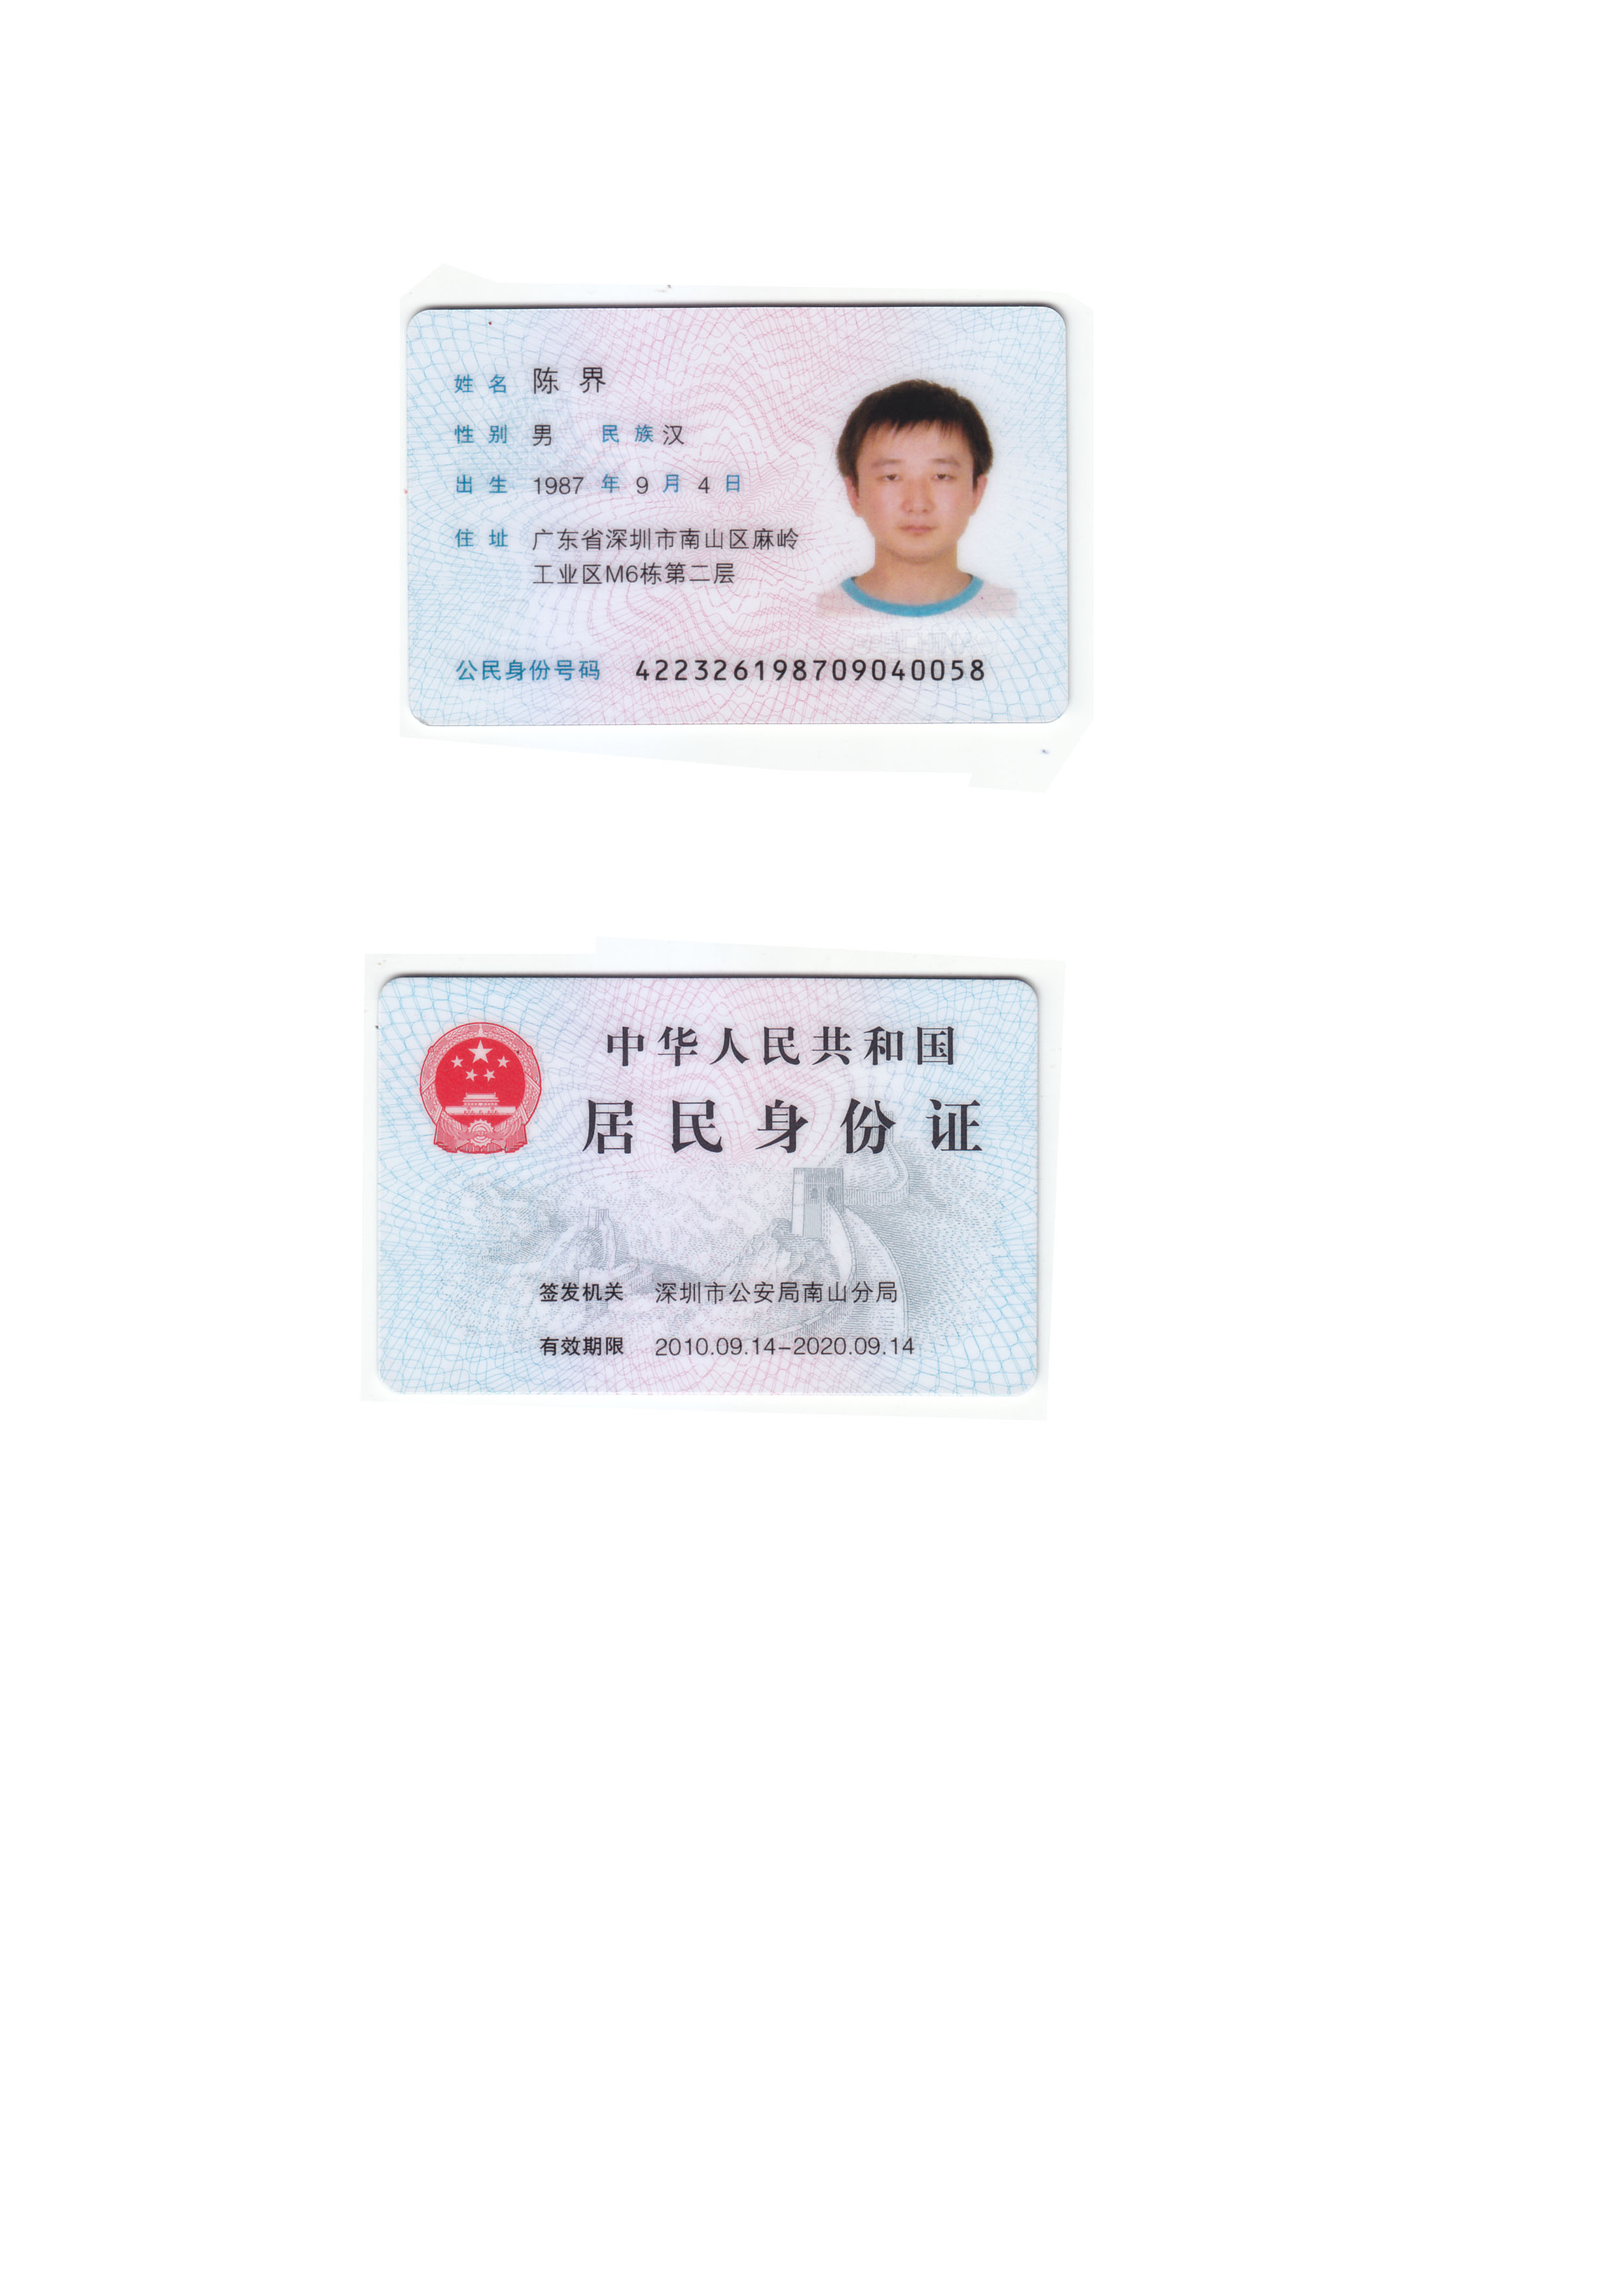 姓名 陈界
性别 男 民族 汉
出生 1987 年 9 月 4 日
住址 广东省深圳市南山区麻岭
工业区M6栋第二层
公民身份号码 422326198709040058
中华人民共和国
居民身份证
签发机关 深圳市公安局南山分局
有效期限 2010.09.14-2020.09.14